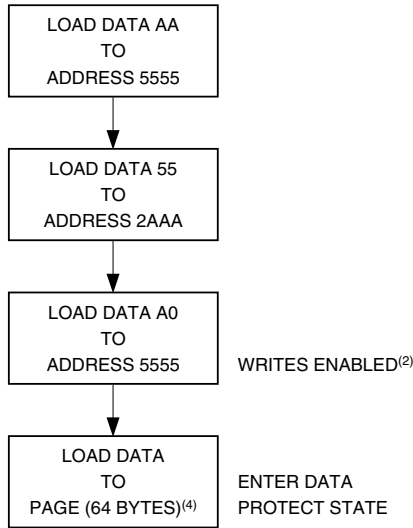 LOAD DATA AA
TO
ADDRESS 5555
LOAD DATA 55
TO
ADDRESS 2AAA
LOAD DATA A0
TO
ADDRESS 5555
WRITES ENABLED(2)
LOAD DATA
TO
PAGE (64 BYTES)(4)
ENTER DATA
PROTECT STATE